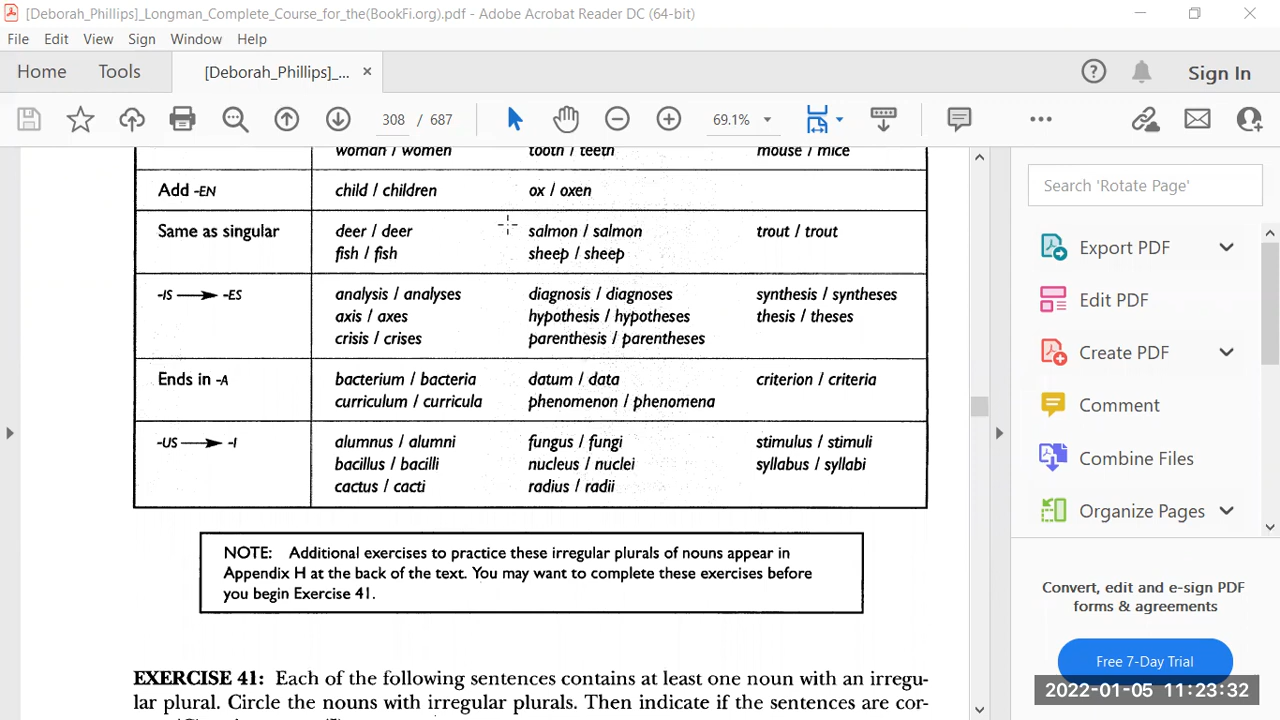 [Deborah_Phillips]_Longman_Complete_Course_for_the(BookFi.org).pdf - Adobe Acrobat Reader DC (64-bit)
File Edit View Sign Window Help
Home Tools [Deborah_Phillips]_... × Sign In
308 / 687 69.1%
woman / women tooth / teeth mouse / mice
Add -EN child / children ox / oxen
Same as singular deer / deer salmon / salmon trout / trout
fish / fish sheep / sheep
-IS → -ES analysis / analyses diagnosis / diagnoses synthesis / syntheses
axis / axes hypothesis / hypotheses thesis / theses
crisis / crises parenthesis / parentheses
Ends in -A bacterium / bacteria datum / data criterion / criteria
curriculum / curricula phenomenon / phenomena
-US → -I alumnus / alumni fungus / fungi stimulus / stimuli
bacillus / bacilli nucleus / nuclei syllabus / syllabi
cactus / cacti radius / radii
NOTE: Additional exercises to practice these irregular plurals of nouns appear in
Appendix H at the back of the text. You may want to complete these exercises before
you begin Exercise 41.
EXERCISE 41: Each of the following sentences contains at least one noun with an irregu-
lar plural. Circle the nouns with irregular plurals. Then indicate if the sentences are cor-
Search 'Rotate Page'
Export PDF
Edit PDF
Create PDF
Comment
Combine Files
Organize Pages
Convert, edit and e-sign PDF
forms & agreements
Free 7-Day Trial
2022-01-05 11:23:32